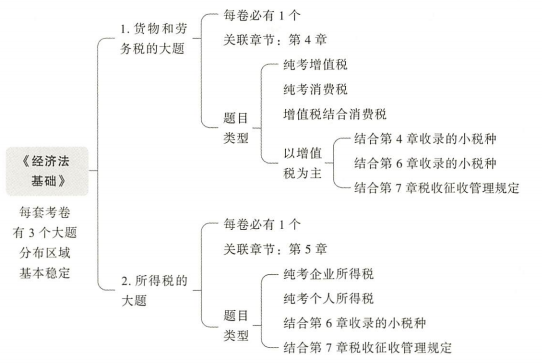 《经济法
基础》
每套考卷
有 3 个大题
分布区域
基本稳定
1. 货物和劳
务税的大题
每卷必有 1 个
关联章节：第 4 章
题目
类型
纯考增值税
纯考消费税
增值税结合消费税
以增值
税为主
结合第 4 章收录的小税种
结合第 6 章收录的小税种
结合第 7 章税收征收管理规定
2. 所得税的
大题
每卷必有 1 个
关联章节：第 5 章
题目
类型
纯考企业所得税
纯考个人所得税
结合第 6 章收录的小税种
结合第 7 章税收征收管理规定